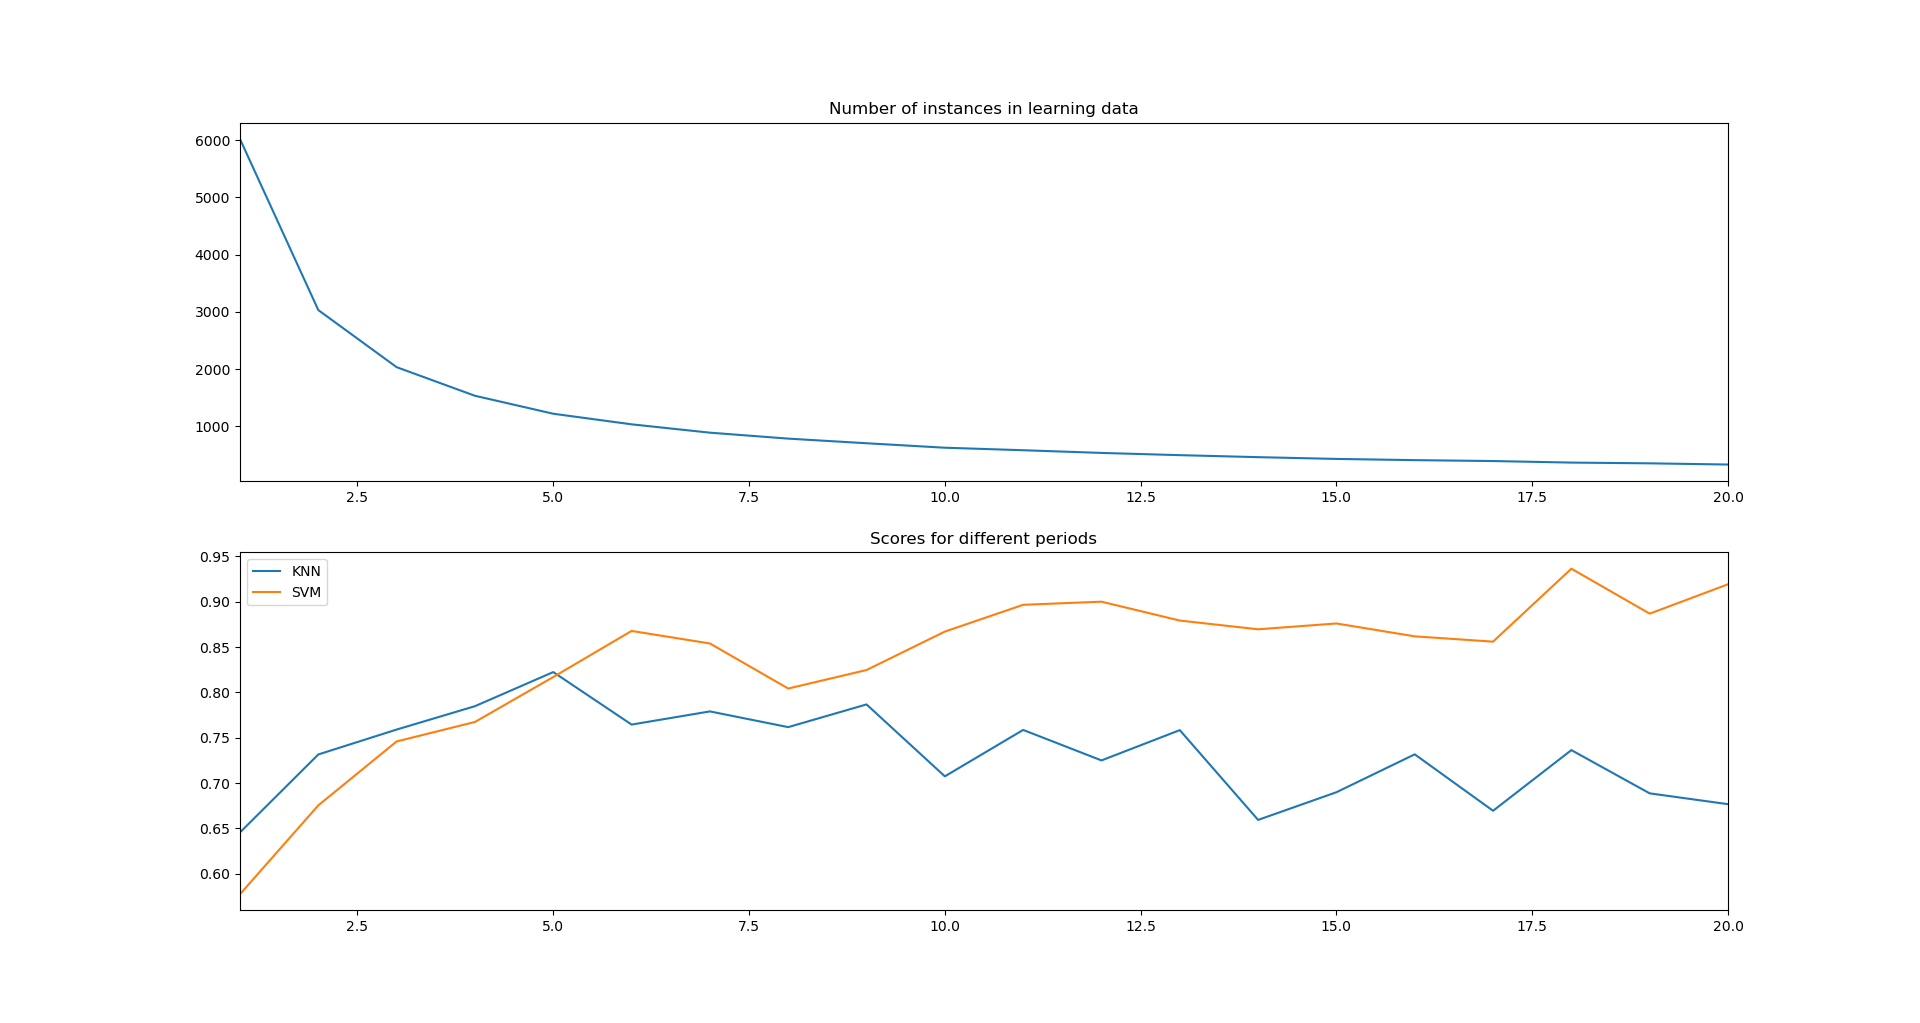 Number of instances in learning data
6000
5000
4000
3000
2000
1000
2.5 5.0 7.5 10.0 12.5 15.0 17.5 20.0
Scores for different periods
KNN
SVM
0.95
0.90
0.85
0.80
0.75
0.70
0.65
0.60
2.5 5.0 7.5 10.0 12.5 15.0 17.5 20.0